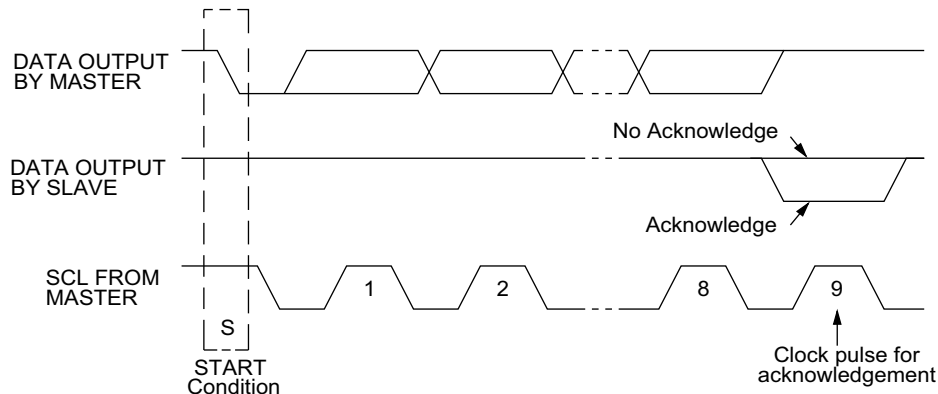 DATA OUTPUT
BY MASTER
No Acknowledge
DATA OUTPUT
BY SLAVE
Acknowledge
SCL FROM
MASTER
1
2
8
9
S
START
Condition
Clock pulse for
acknowledgement